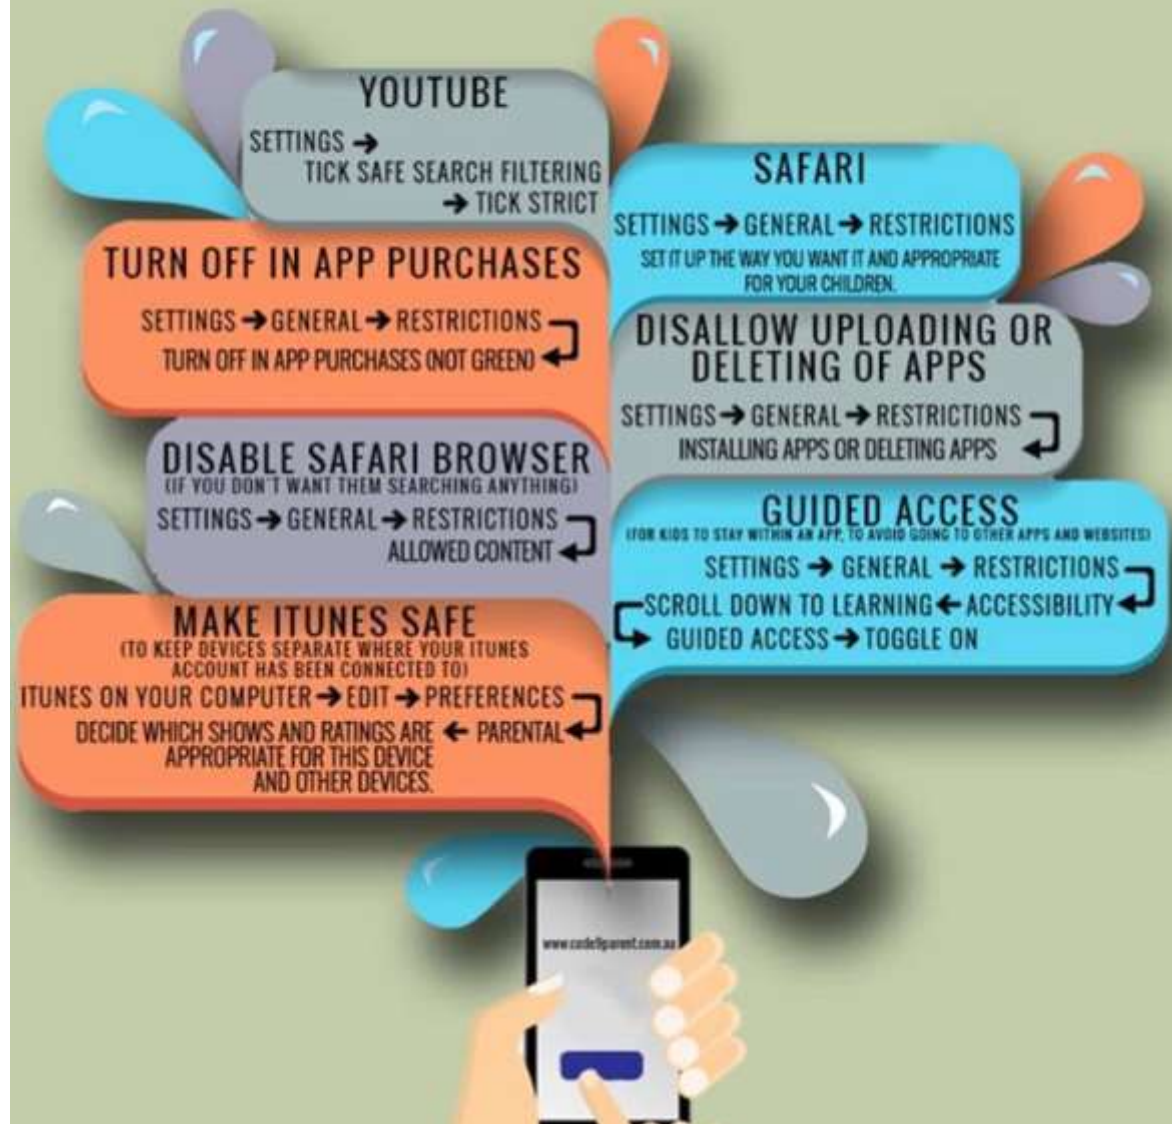 YOUTUBE
SETTINGS →
TICK SAFE SEARCH FILTERING
→ TICK STRICT
SAFARI
SETTINGS → GENERAL → RESTRICTIONS
SET IT UP THE WAY YOU WANT IT AND APPROPRIATE
FOR YOUR CHILDREN.
TURN OFF IN APP PURCHASES
SETTINGS → GENERAL → RESTRICTIONS
TURN OFF IN APP PURCHASES (NOT GREEN)
DISALLOW UPLOADING OR
DELETING OF APPS
SETTINGS → GENERAL → RESTRICTIONS
INSTALLING APPS OR DELETING APPS
DISABLE SAFARI BROWSER
(IF YOU DON'T WANT THEM SEARCHING ANYTHING)
SETTINGS → GENERAL → RESTRICTIONS
ALLOWED CONTENT
GUIDED ACCESS
(FOR KIDS TO STAY WITHIN AN APP, TO AVOID GOING TO OTHER APPS AND WEBSITES)
SETTINGS → GENERAL → RESTRICTIONS
SCROLL DOWN TO LEARNING ← ACCESSIBILITY
GUIDED ACCESS → TOGGLE ON
MAKE ITUNES SAFE
(TO KEEP DEVICES SEPARATE WHERE YOUR ITUNES
ACCOUNT HAS BEEN CONNECTED TO)
ITUNES ON YOUR COMPUTER → EDIT → PREFERENCES
DECIDE WHICH SHOWS AND RATINGS ARE ← PARENTAL
APPROPRIATE FOR THIS DEVICE
AND OTHER DEVICES.